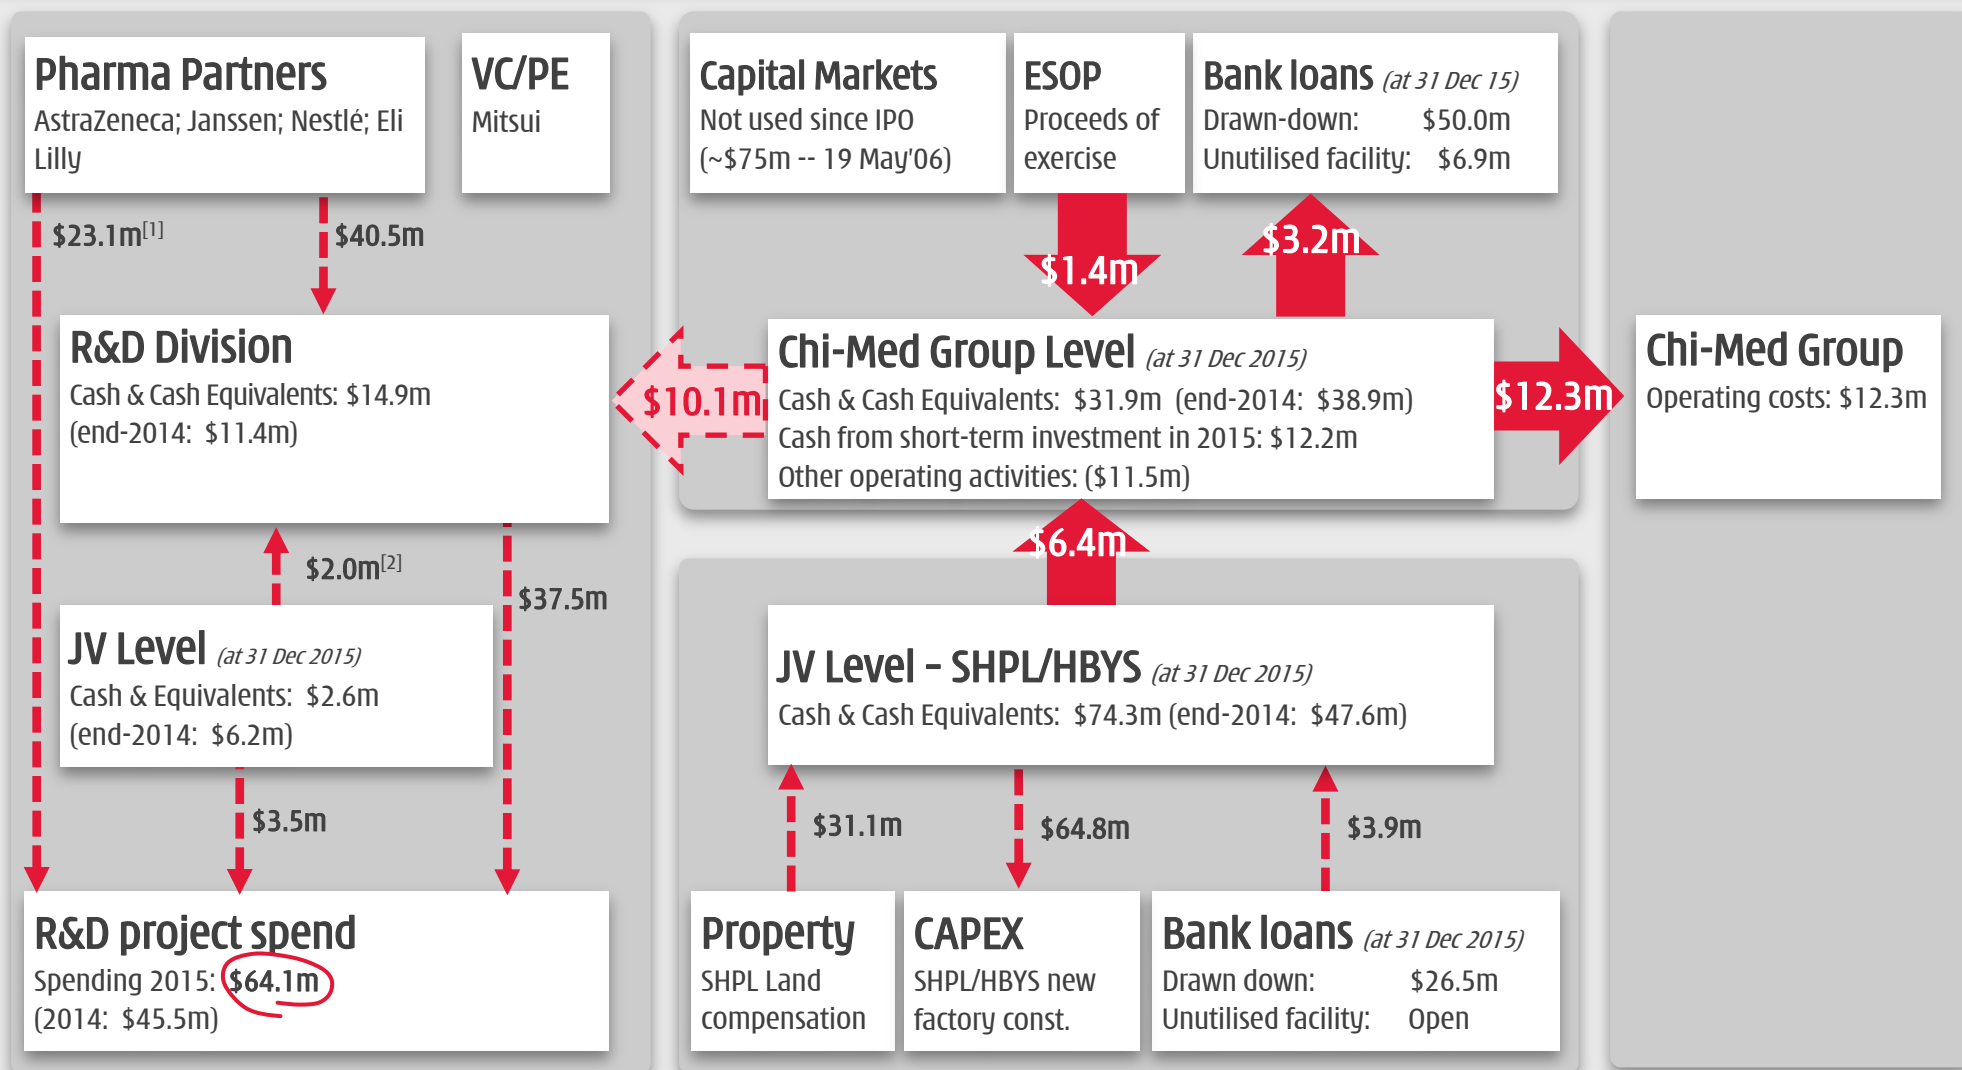 Pharma Partners
AstraZeneca; Janssen; Nestlé; Eli
Lilly
VC/PE
Mitsui
$23.1m[1]
$40.5m
R&D Division
Cash & Cash Equivalents: $14.9m
(end-2014: $11.4m)
$2.0m[2]
$37.5m
JV Level (at 31 Dec 2015)
Cash & Equivalents: $2.6m
(end-2014: $6.2m)
$3.5m
R&D project spend
Spending 2015: $64.1m
(2014: $45.5m)
Capital Markets
Not used since IPO
(~$75m -- 19 May'06)
ESOP
Proceeds of
exercise
Bank loans (at 31 Dec 15)
Drawn-down: $50.0m
Unutilised facility: $6.9m
$1.4m
$3.2m
$10.1m
Chi-Med Group Level (at 31 Dec 2015)
Cash & Cash Equivalents: $31.9m (end-2014: $38.9m)
Cash from short-term investment in 2015: $12.2m
Other operating activities: ($11.5m)
$12.3m
Chi-Med Group
Operating costs: $12.3m
$6.4m
JV Level – SHPL/HBYS (at 31 Dec 2015)
Cash & Cash Equivalents: $74.3m (end-2014: $47.6m)
$31.1m
$64.8m
$3.9m
Property
SHPL Land
compensation
CAPEX
SHPL/HBYS new
factory const.
Bank loans (at 31 Dec 2015)
Drawn down: $26.5m
Unutilised facility: Open